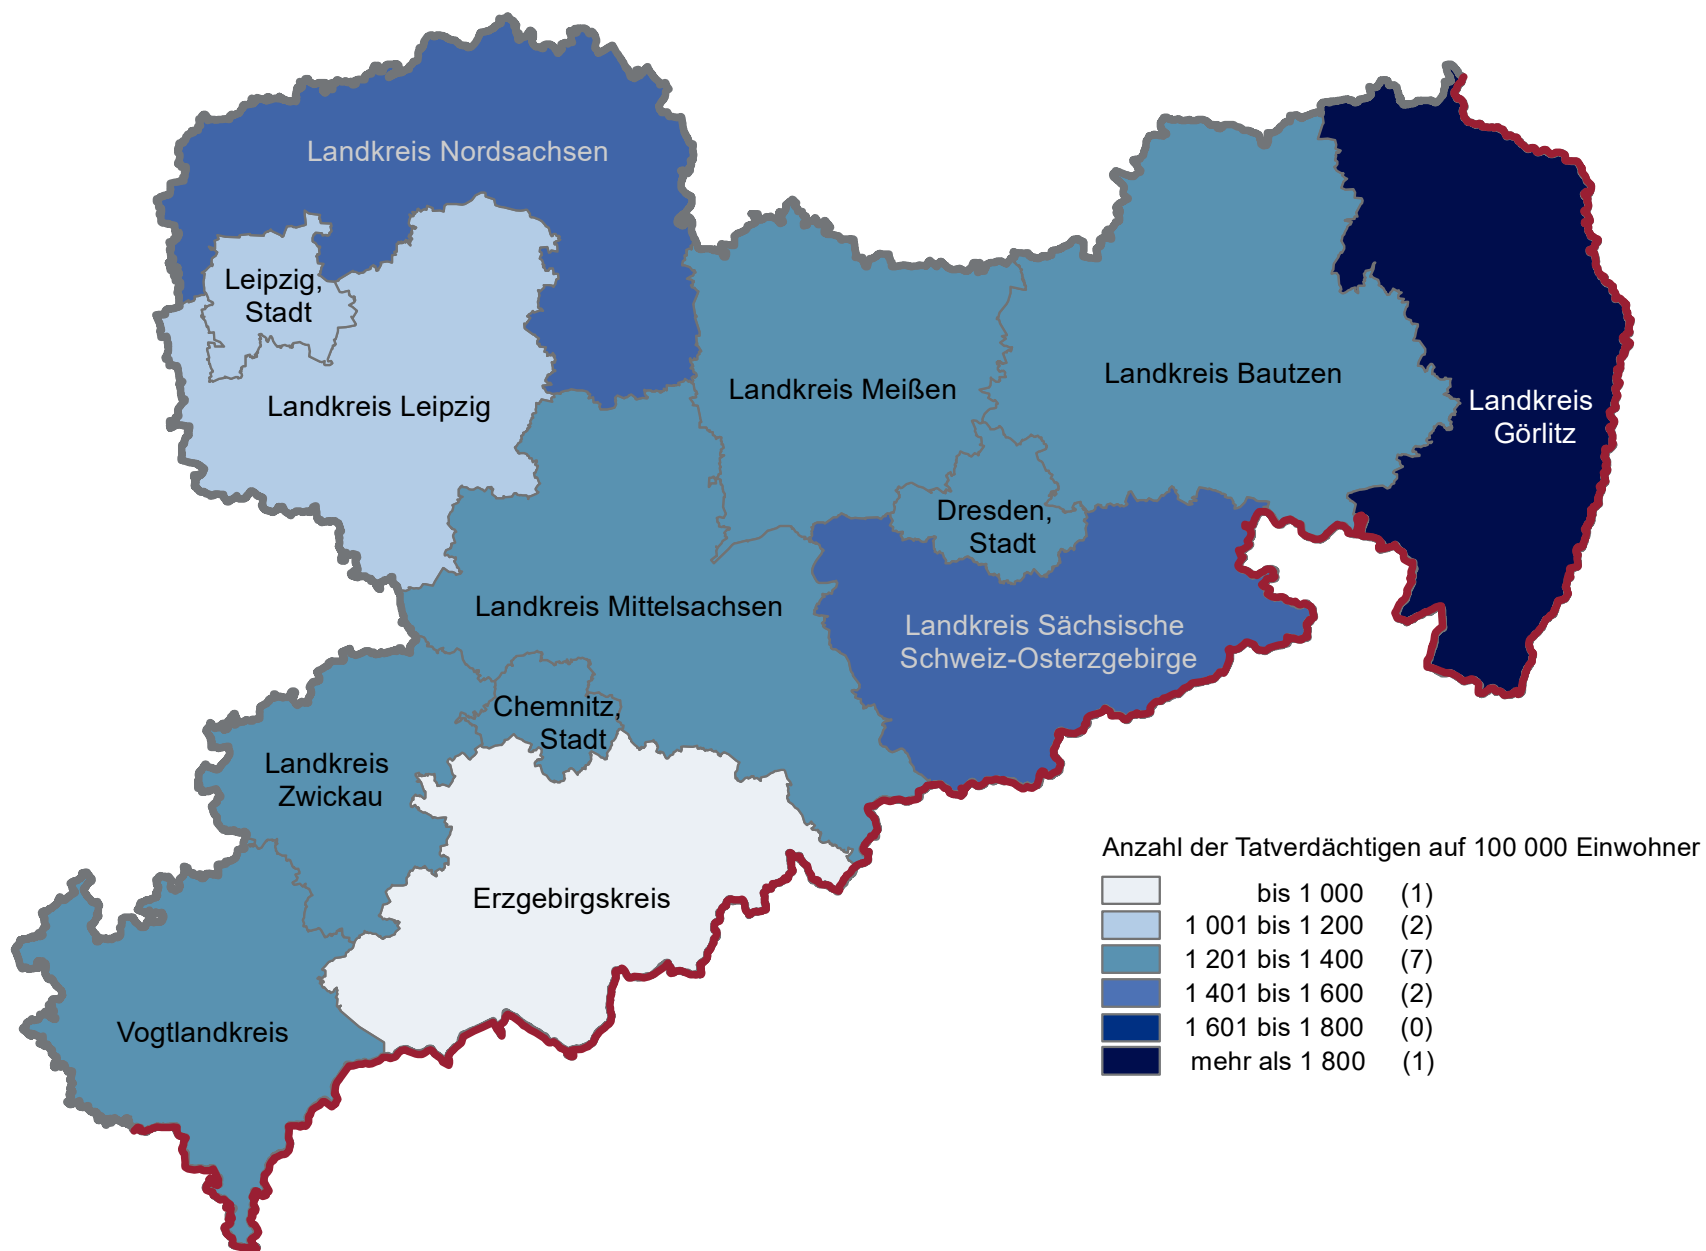 Landkreis Nordsachsen
Leipzig,
Stadt
Landkreis Leipzig
Landkreis Meißen
Landkreis Bautzen
Landkreis
Görlitz
Dresden,
Stadt
Landkreis Mittelsachsen
Landkreis Sächsische
Schweiz-Osterzgebirge
Chemnitz,
Stadt
Landkreis
Zwickau
Erzgebirgskreis
Vogtlandkreis
Anzahl der Tatverdächtigen auf 100 000 Einwohner
bis 1 000 (1)
1 001 bis 1 200 (2)
1 201 bis 1 400 (7)
1 401 bis 1 600 (2)
1 601 bis 1 800 (0)
mehr als 1 800 (1)